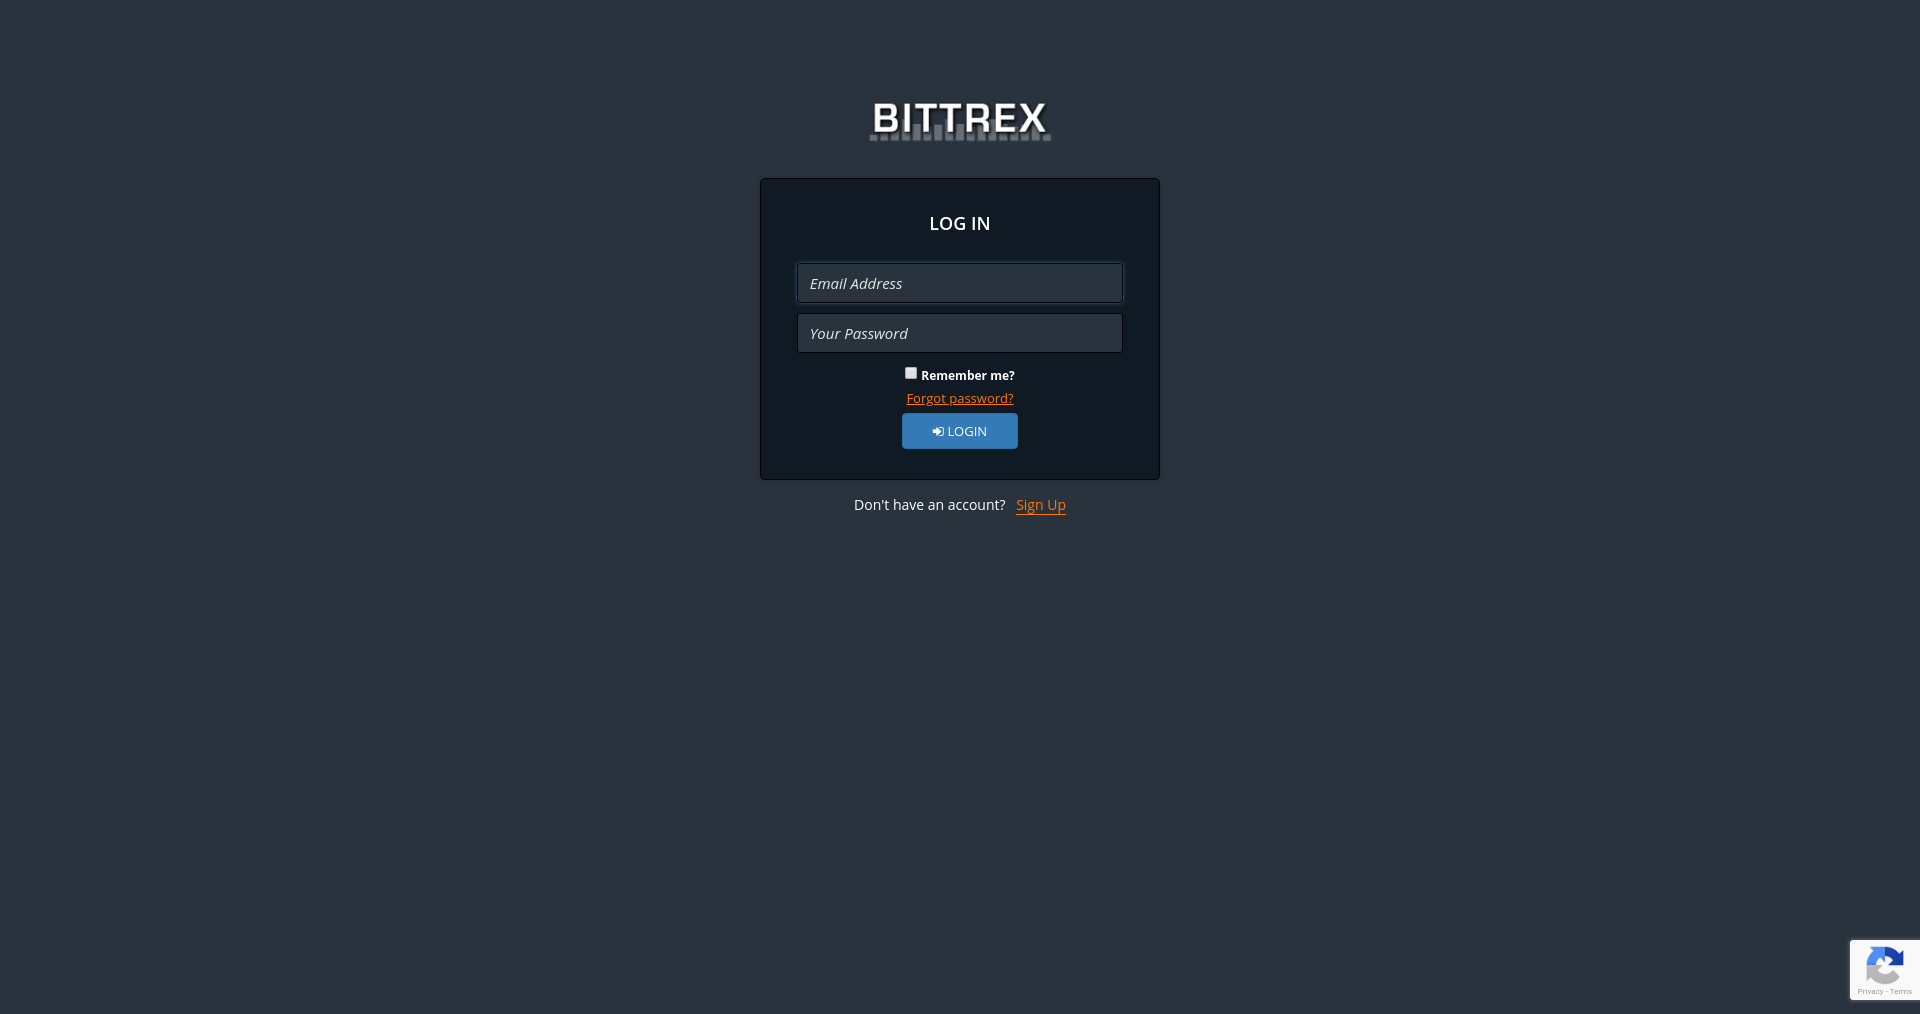 BITTREX
LOG IN
Email Address
Your Password
Remember me?
Forgot password?
LOGIN
Don't have an account? Sign Up
Privacy - Terms